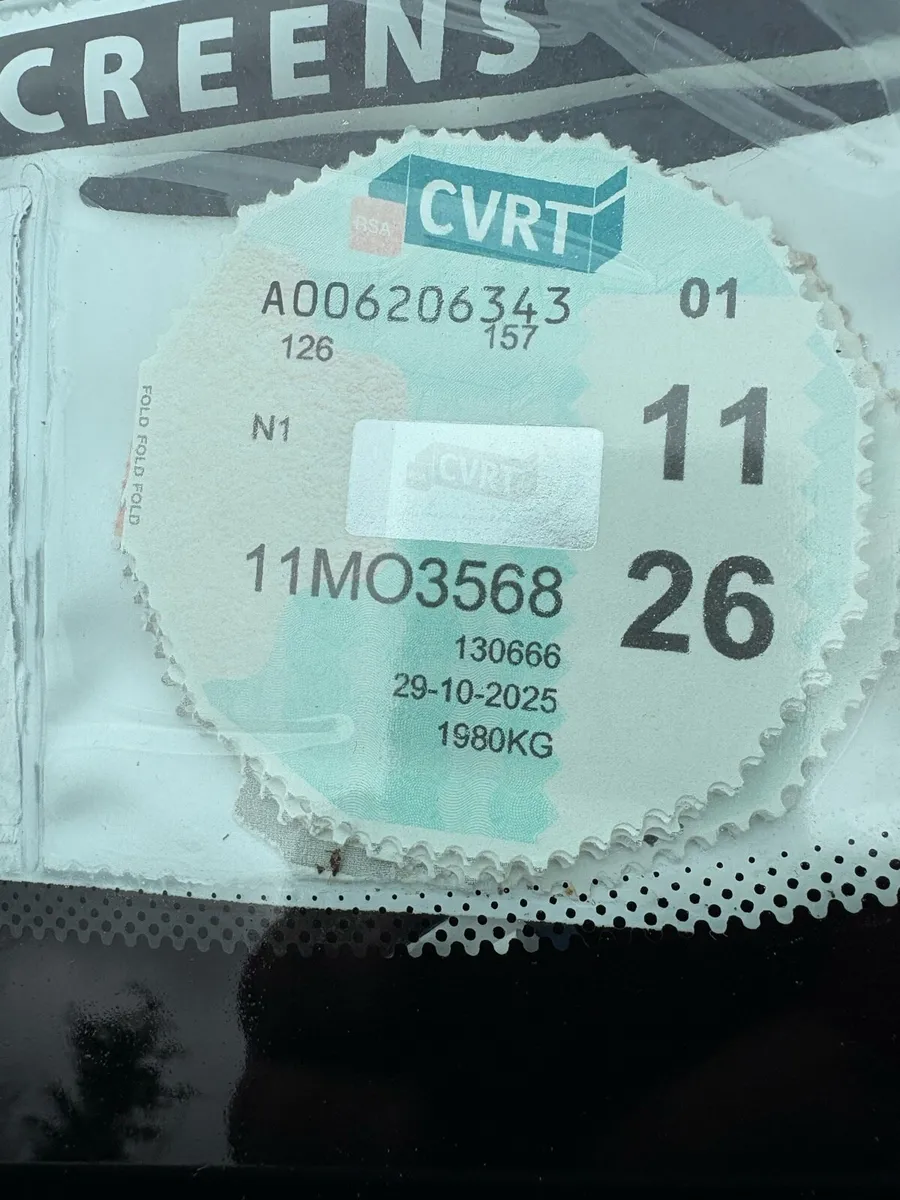 CREENS
CVRT
RSA
A006206343
01
126
157
11
N1
FOLD FOLD FOLD
CVRT
11MO3568
26
130666
29-10-2025
1980KG